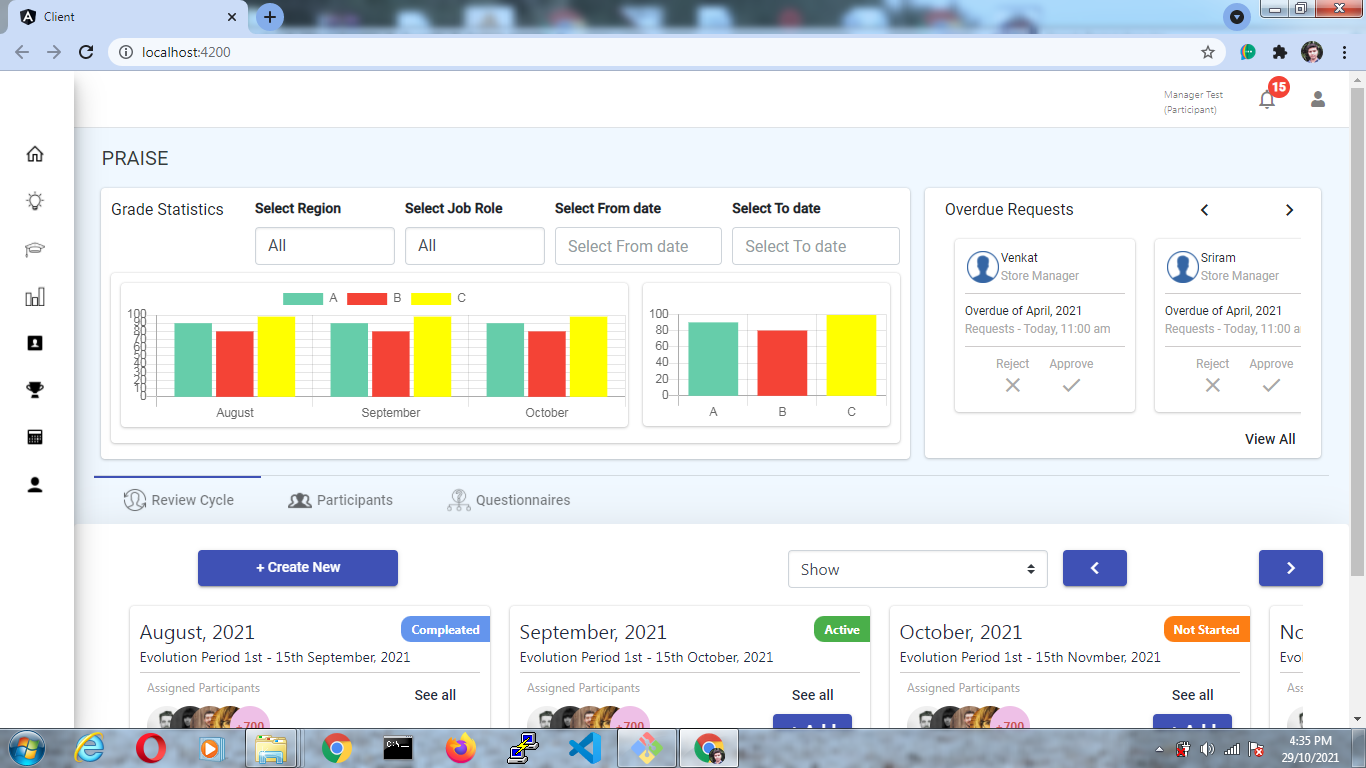 Client
localhost:4200
Manager Test
(Participant)
15
PRAISE
Grade Statistics
Select Region
Select Job Role
Select From date
Select To date
All
All
Select From date
Select To date
A B C
100
90
80
70
60
50
40
30
20
10
0
August September October
100
80
60
40
20
0
A B C
Overdue Requests
Venkat
Store Manager
Overdue of April, 2021
Requests - Today, 11:00 am
Reject Approve
Sriram
Store Manager
Overdue of April, 2021
Requests - Today, 11:00 a
Reject Approve
View All
Review Cycle
Participants
Questionnaires
+ Create New
Show
August, 2021
Compleated
Evolution Period 1st - 15th September, 2021
Assigned Participants
See all
+700
September, 2021
Active
Evolution Period 1st - 15th October, 2021
Assigned Participants
See all
+700
+ Add
October, 2021
Not Started
Evolution Period 1st - 15th Novmber, 2021
Assigned Participants
See all
+700
+ Add
No
Evol
Ass
C:\.
4:35 PM
29/10/2021